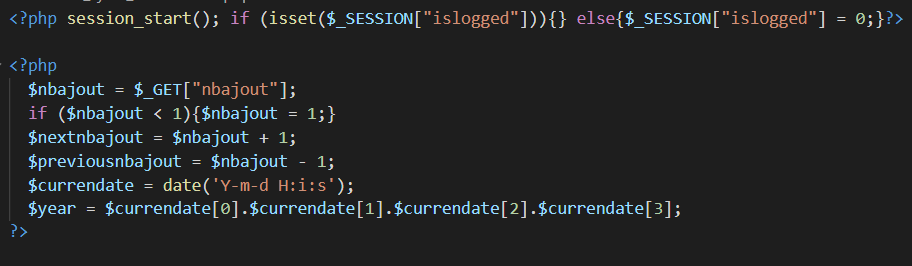 <?php session_start(); if (isset($_SESSION["islogged"])){} else{$_SESSION["islogged"] = 0;}?>
<?php
$nbajout = $_GET["nbajout"];
if ($nbajout < 1){$nbajout = 1;}
$nextnbajout = $nbajout + 1;
$previousnbajout = $nbajout - 1;
$currendate = date('Y-m-d H:i:s');
$year = $currendate[0].$currendate[1].$currendate[2].$currendate[3];
?>